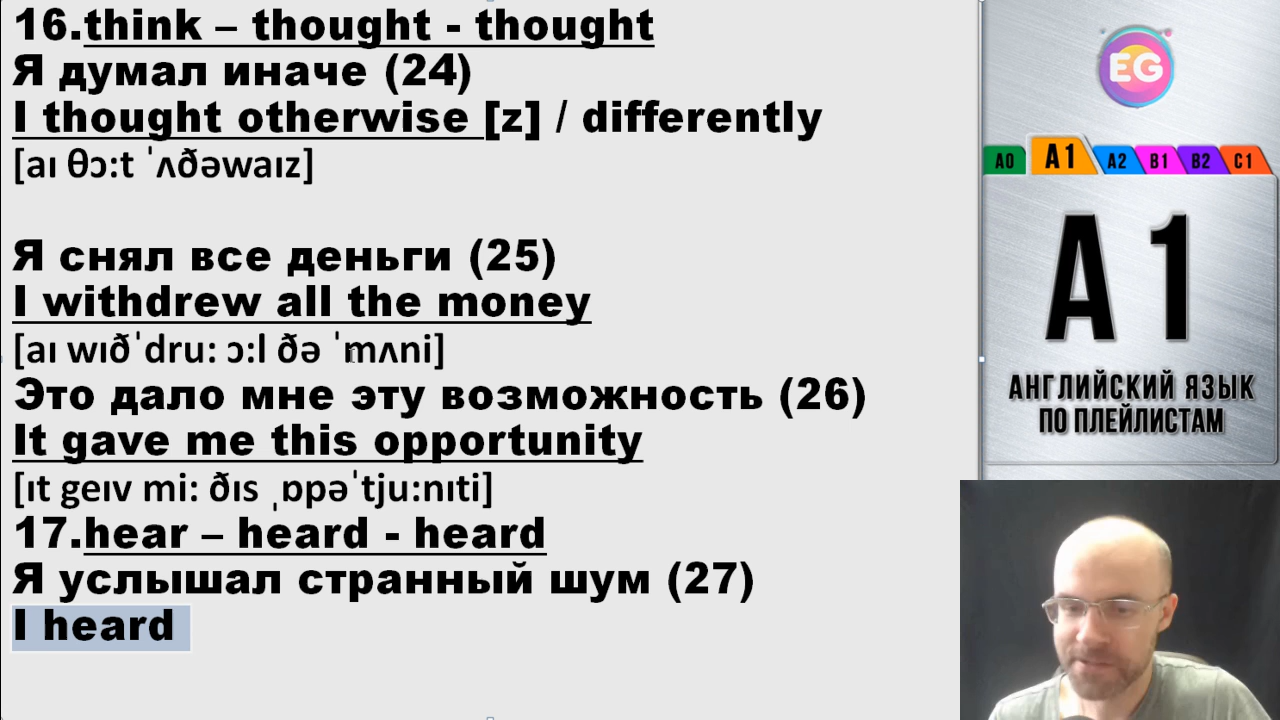 16.think – thought - thought
Я думал иначе (24)
I thought otherwise [z] / differently
[aɪ θɔ:t ˈʌðəwaɪz]
Я снял все деньги (25)
I withdrew all the money
[aɪ wɪðˈdru: ɔ:l ðə ˈmʌni]
Это дало мне эту возможность (26)
It gave me this opportunity
[ɪt geɪv mi: ðɪs ˌɒpəˈtju:nɪti]
17.hear – heard - heard
Я услышал странный шум (27)
I heard
EG
A0 A1 A2 B1 B2 C1
A 1
АНГЛИЙСКИЙ ЯЗЫК
ПО ПЛЕЙЛИСТАМ